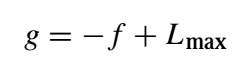 g = −f + L_max